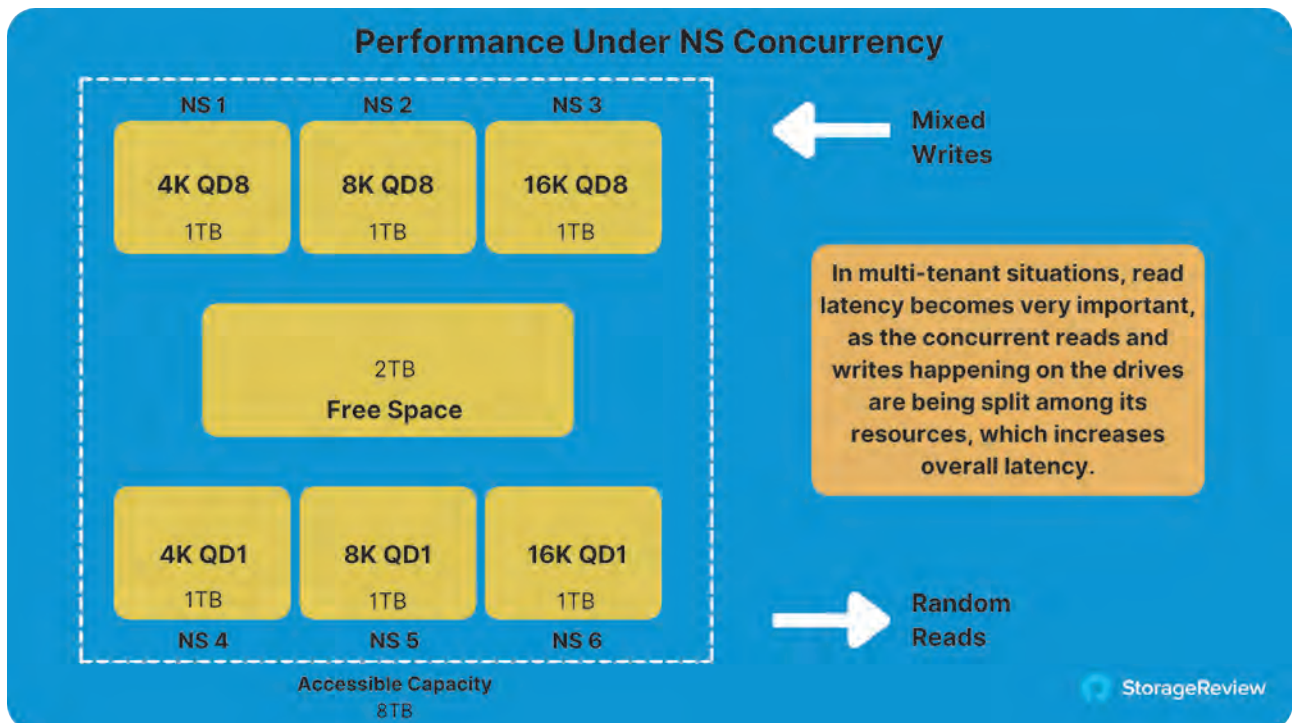 Performance Under NS Concurrency
NS 1 NS 2 NS 3
4K QD8 8K QD8 16K QD8
1TB 1TB 1TB
Mixed
Writes
2TB
Free Space
In multi-tenant situations, read
latency becomes very important,
as the concurrent reads and
writes happening on the drives
are being split among its
resources, which increases
overall latency.
4K QD1 8K QD1 16K QD1
1TB 1TB 1TB
NS 4 NS 5 NS 6
Random
Reads
Accessible Capacity
8TB
StorageReview